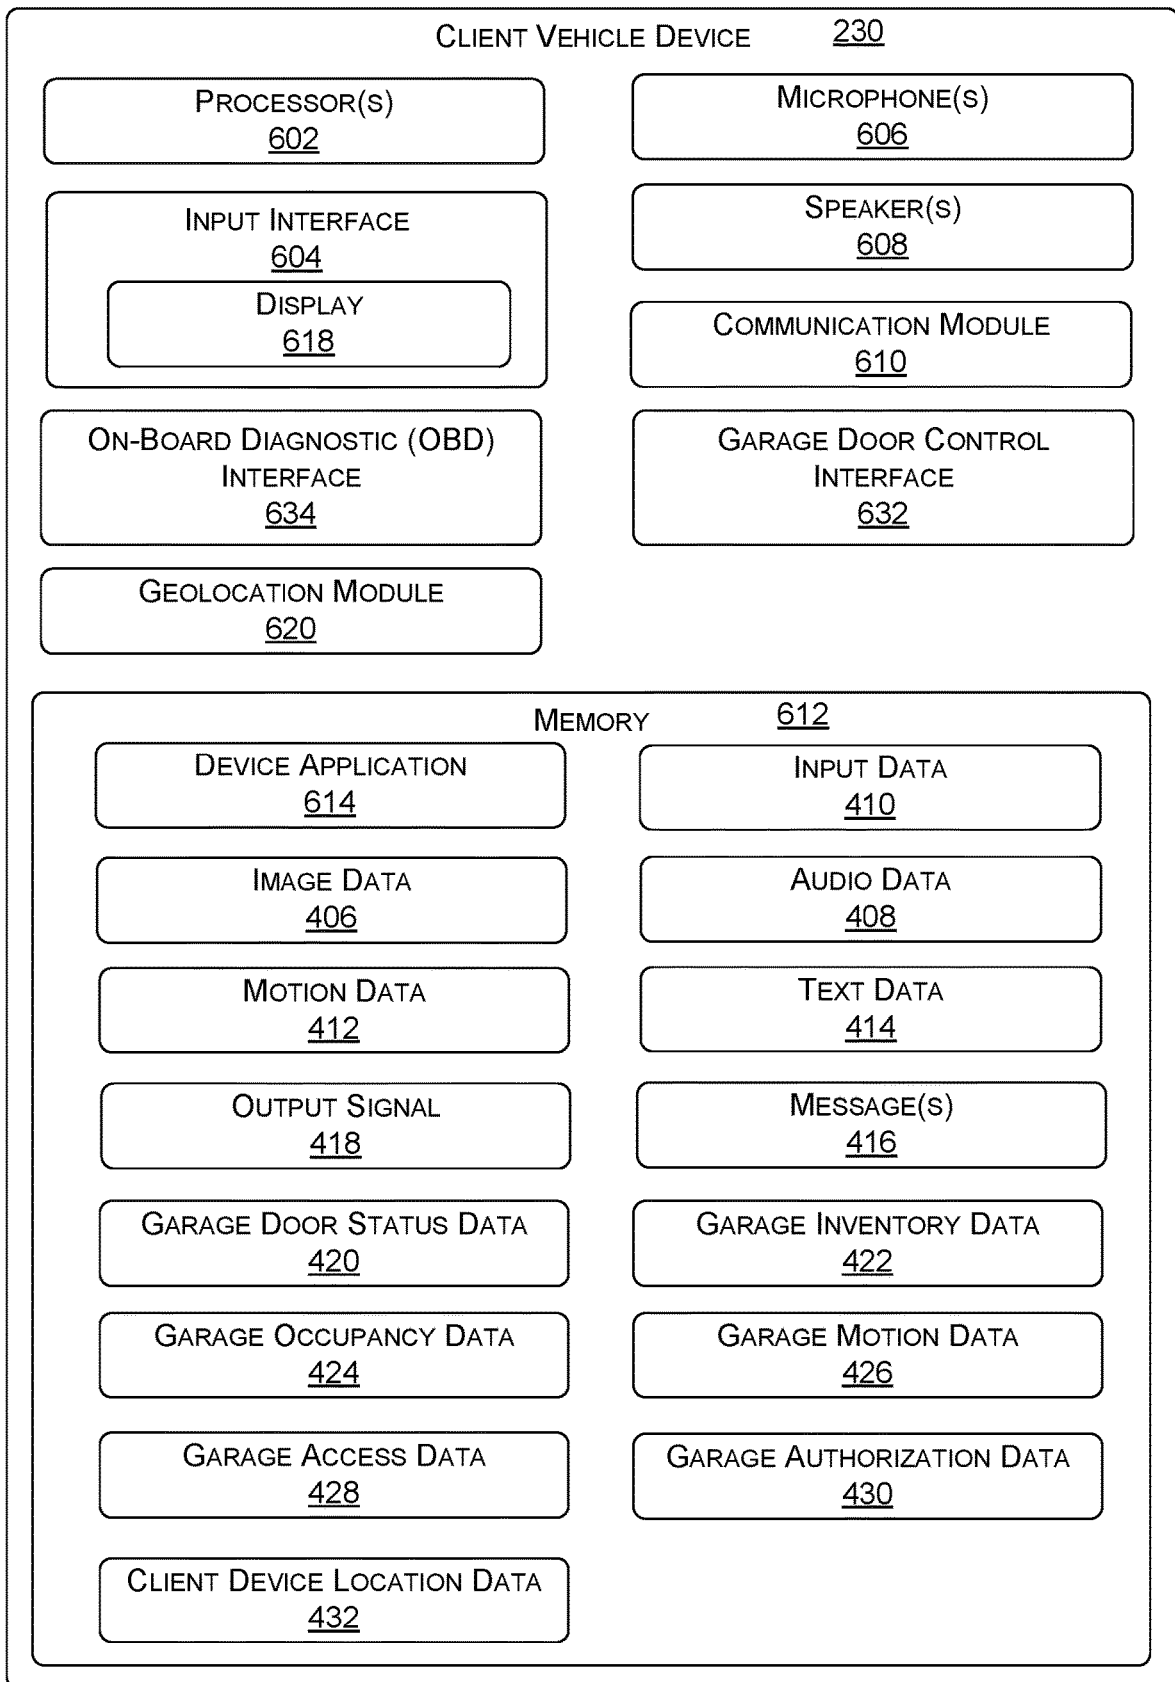 CLIENT VEHICLE DEVICE 230
PROCESSOR(S)
602
MICROPHONE(S)
606
INPUT INTERFACE
604
DISPLAY
618
SPEAKER(S)
608
COMMUNICATION MODULE
610
ON-BOARD DIAGNOSTIC (OBD)
INTERFACE
634
GARAGE DOOR CONTROL
INTERFACE
632
GEOLOCATION MODULE
620
MEMORY 612
DEVICE APPLICATION
614
INPUT DATA
410
IMAGE DATA
406
AUDIO DATA
408
MOTION DATA
412
TEXT DATA
414
OUTPUT SIGNAL
418
MESSAGE(S)
416
GARAGE DOOR STATUS DATA
420
GARAGE INVENTORY DATA
422
GARAGE OCCUPANCY DATA
424
GARAGE MOTION DATA
426
GARAGE ACCESS DATA
428
GARAGE AUTHORIZATION DATA
430
CLIENT DEVICE LOCATION DATA
432